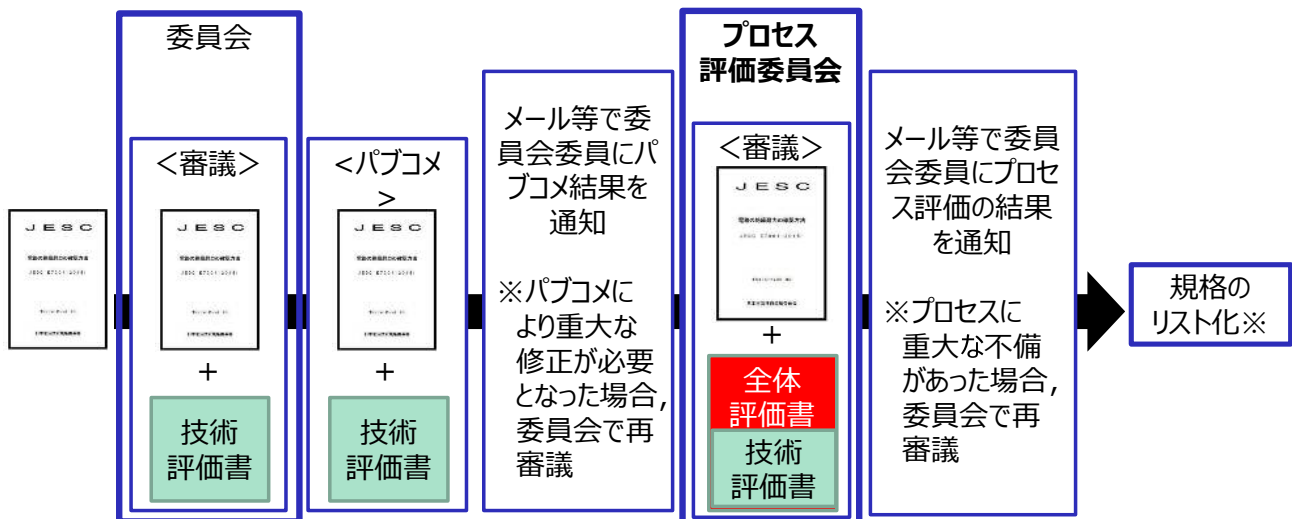 JESC
委員会
<審議>
JESC
+
技術
評価書
<パブコメ
>
JESC
+
技術
評価書
メール等で委
員会委員にパ
ブコメ結果を
通知
※パブコメに
より重大な
修正が必要
となった場合,
委員会で再
審議
プロセス
評価委員会
<審議>
JESC
+
全体
評価書
技術
評価書
メール等で委員
会委員にプロセ
ス評価の結果
を通知
※プロセスに
重大な不備
があった場合,
委員会で再
審議
規格の
リスト化※